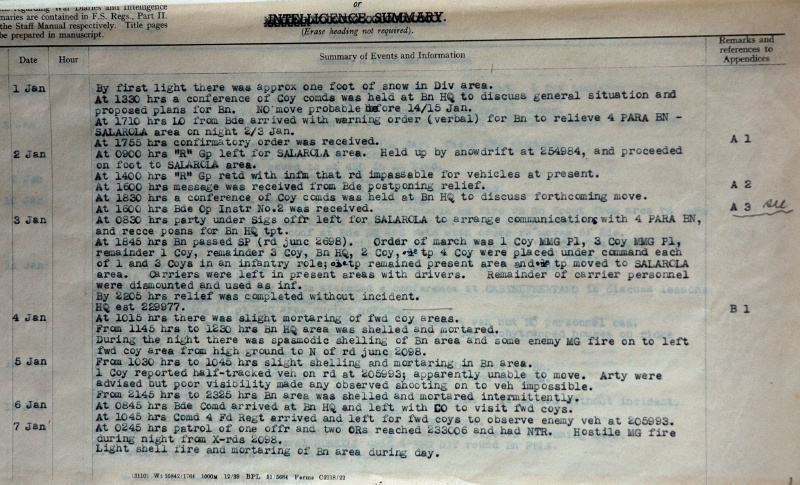 or
INTELLIGENCE SUMMARY.
War Diaries and Intelligence
maries are contained in F.S. Regs., Part II.
the Staff Manual respectively. Title pages
be prepared in manuscript.
(Erase heading not required).
Date
Hour
Summary of Events and Information
Remarks and
references to
Appendices
1 Jan
By first light there was approx one foot of snow in Div area.
At 1330 hrs a conference of Coy comds was held at Bn HQ to discuss general situation and
proposed plans for Bn. NO move probable before 14/15 Jan.
At 1710 hrs LO from Bde arrived with warning order (verbal) for Bn to relieve 4 PARA BN -
SALAROLA area on night 2/3 Jan.
At 1755 hrs confirmatory order was received.
A 1
2 Jan
At 0900 hrs "R" Gp left for SALAROLA area. Held up by snowdrift at 254984, and proceeded
on foot to SALAROLA area.
At 1400 hrs "R" Gp retd with infm that rd impassable for vehicles at present.
At 1600 hrs message was received from Bde postponing relief.
A 2
At 1830 hrs a conference of Coy comds was held at Bn HQ to discuss forthcoming move.
At 1600 hrs Bde Op Instr No.2 was received.
A 3
3 Jan
At 0830 hrs party under Sigs offr left for SALAROLA to arrange communications with 4 PARA BN,
and recce posns for Bn HQ tpt.
At 1845 hrs Bn passed SP (rd junc 2698). Order of march was 1 Coy MMG Pl, 3 Coy MMG Pl,
remainder 1 Coy, remainder 3 Coy, Bn HQ, 2 Coy, tp 4 Coy were placed under command each
of 1 and 3 Coys in an infantry role; tp remained present area and tp moved to SALAROLA
area. Carriers were left in present areas with drivers. Remainder of carrier personnel
were dismounted and used as inf.
By 2205 hrs relief was completed without incident.
HQ est 229977.
B 1
4 Jan
At 1015 hrs there was slight mortaring of fwd coy areas.
From 1145 hrs to 1230 hrs Bn HQ area was shelled and mortared.
During the night there was spasmodic shelling of Bn area and some enemy MG fire on to left
fwd coy area from high ground to N of rd junc 2098.
5 Jan
From 1030 hrs to 1045 hrs slight shelling and mortaring in Bn area.
1 Coy reported half-tracked veh on rd at 205993; apparently unable to move. Arty were
advised but poor visibility made any observed shooting on to veh impossible.
From 2145 hrs to 2325 hrs Bn area was shelled and mortared intermittently.
6 Jan
At 0845 hrs Bde Comd arrived at Bn HQ and left with CO to visit fwd coys.
At 1045 Comd 4 Fd Regt arrived and left for fwd coys to observe enemy veh at 205993.
7 Jan
At 0245 hrs patrol of one offr and two ORs reached 233006 and had NTR. Hostile MG fire
during night from X-rds 2098.
Light shell fire and mortaring of Bn area during day.